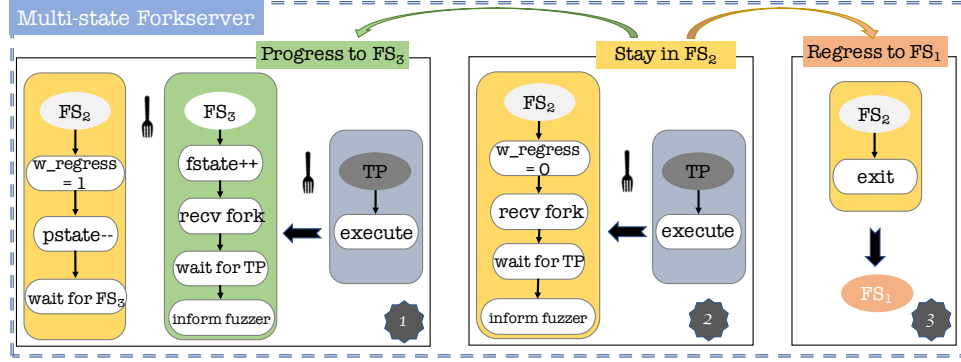 Multi-state Forkserver
Progress to FS₃
Stay in FS₂
Regress to FS₁
FS₂
w_regress
= 1
pstate--
wait for FS₃
FS₃
fstate++
recv fork
wait for TP
inform fuzzer
TP
execute
1
FS₂
w_regress
= 0
recv fork
wait for TP
inform fuzzer
TP
execute
2
FS₂
exit
FS₁
3